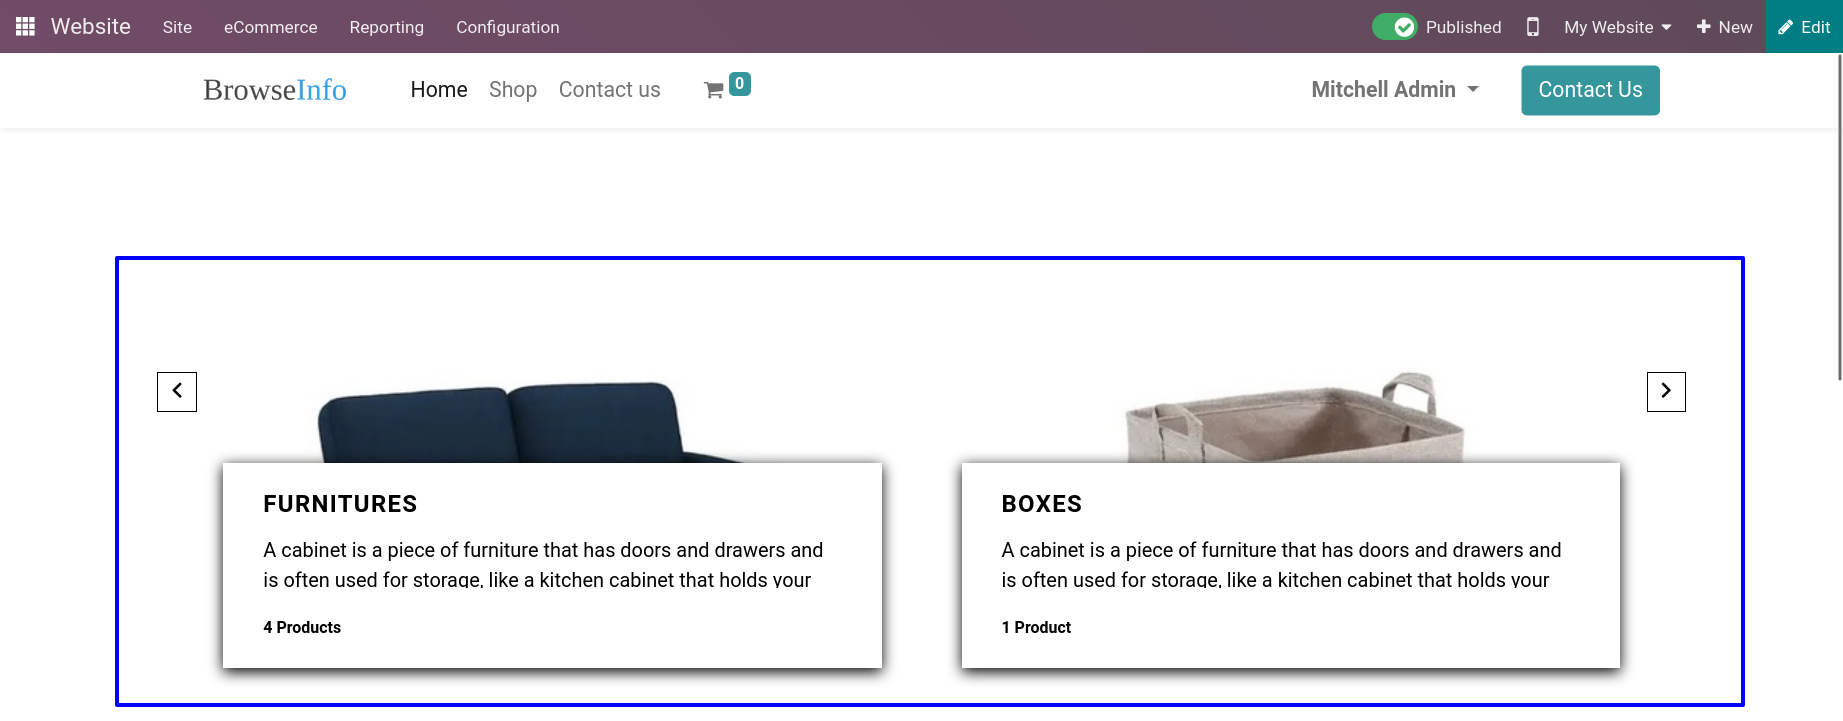 Website Site eCommerce Reporting Configuration Published My Website New Edit
BrowseInfo Home Shop Contact us 0 Mitchell Admin Contact Us
FURNITURES
A cabinet is a piece of furniture that has doors and drawers and
is often used for storage, like a kitchen cabinet that holds your
4 Products
BOXES
A cabinet is a piece of furniture that has doors and drawers and
is often used for storage, like a kitchen cabinet that holds your
1 Product